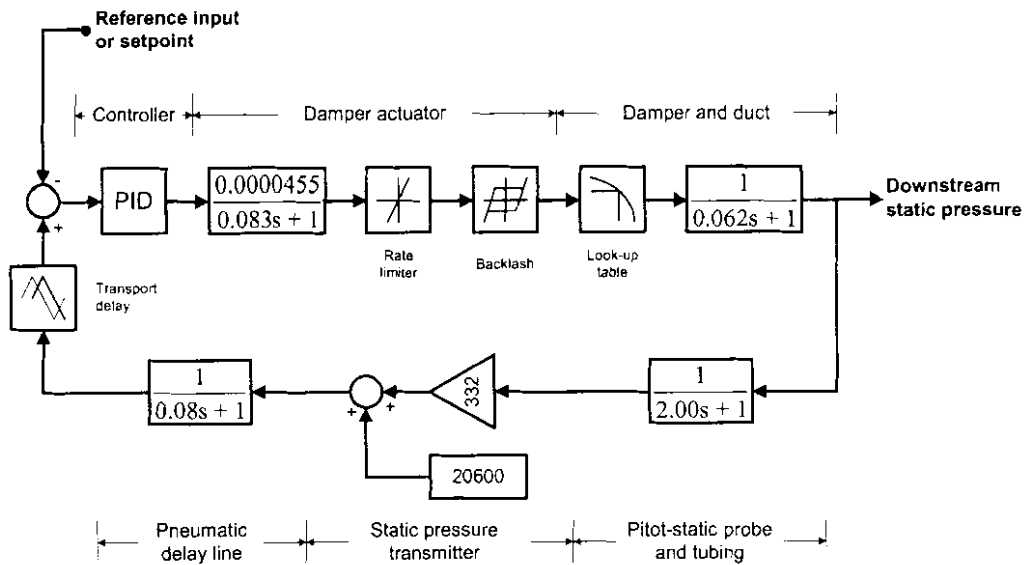 Reference input
or setpoint
Controller
Damper actuator
Damper and duct
-
+
PID
0.0000455
0.083s + 1
Rate
limiter
Backlash
Look-up
table
1
0.062s + 1
Downstream
static pressure
Transport
delay
1
0.08s + 1
+
+
332
1
2.00s + 1
20600
Pneumatic
delay line
Static pressure
transmitter
Pitot-static probe
and tubing